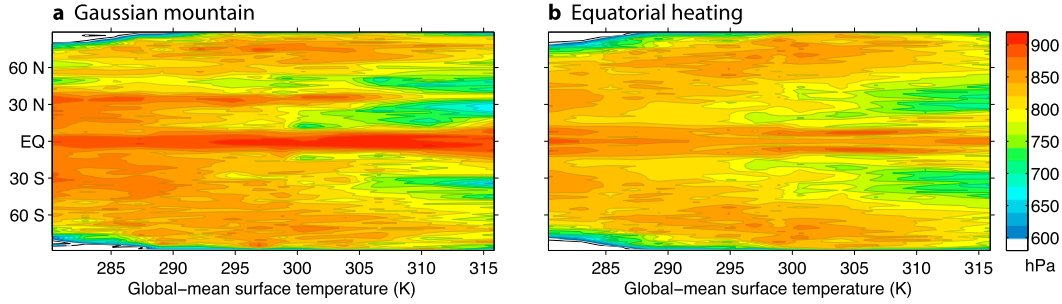 a Gaussian mountain
b Equatorial heating
60 N
30 N
EQ
30 S
60 S
285 290 295 300 305 310 315
Global−mean surface temperature (K)
285 290 295 300 305 310 315
Global−mean surface temperature (K)
900
850
800
750
700
650
600
hPa